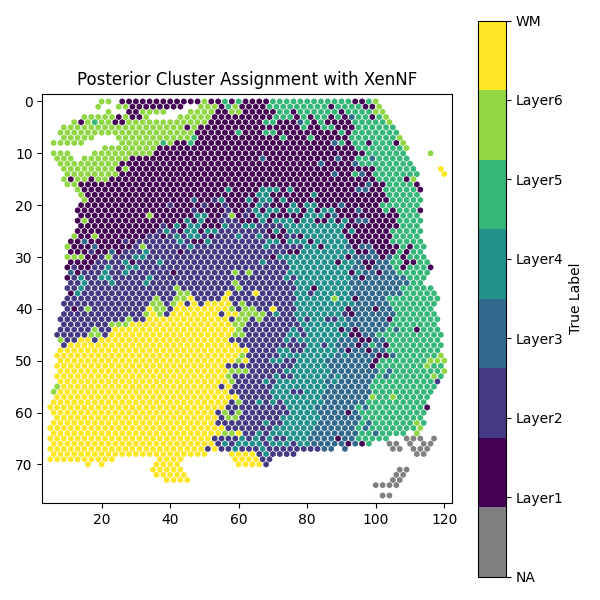 Posterior Cluster Assignment with XenNF
0
10
20
30
40
50
60
70
20
40
60
80
100
120
WM
Layer6
Layer5
Layer4
Layer3
Layer2
Layer1
NA
True Label